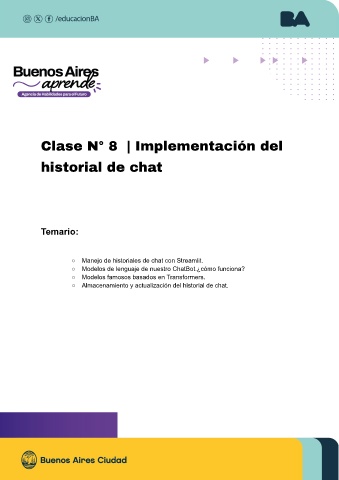 /educacionBA
BA
Buenos Aires
aprende
Agencia de Habilidades para el Futuro
Clase N° 8 | Implementación del
historial de chat
Temario:
○ Manejo de historiales de chat con Streamlit.
○ Modelos de lenguaje de nuestro ChatBot ¿cómo funciona?
○ Modelos famosos basados en Transformers.
○ Almacenamiento y actualización del historial de chat.
Buenos Aires Ciudad